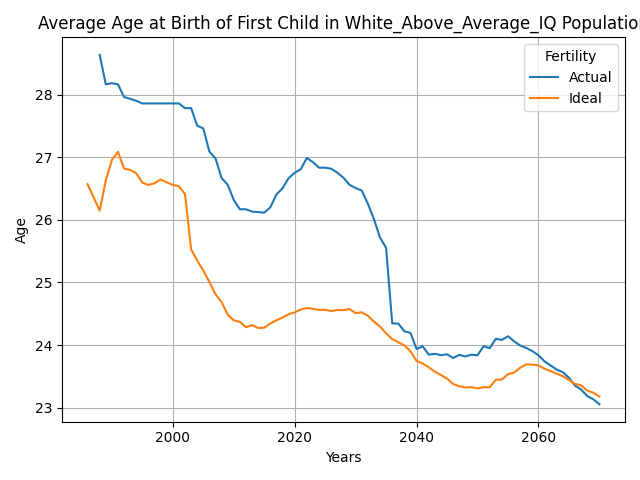 Average Age at Birth of First Child in White_Above_Average_IQ Population
Fertility
Actual
Ideal
28
27
26
25
24
23
Age
2000
2020
2040
2060
Years